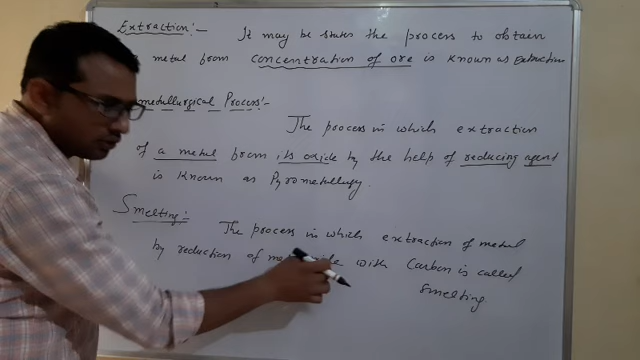 Extraction:- It may be states the process to obtain
metal from concentration of ore is known as extraction
metallurgical Process:-
The process in which extraction
of a metal from its oxide by the help of reducing agent
is known as Pyrometallurgy.
Smelting:-
The process in which extraction of metal
by reduction of with Carbon is called
smelting